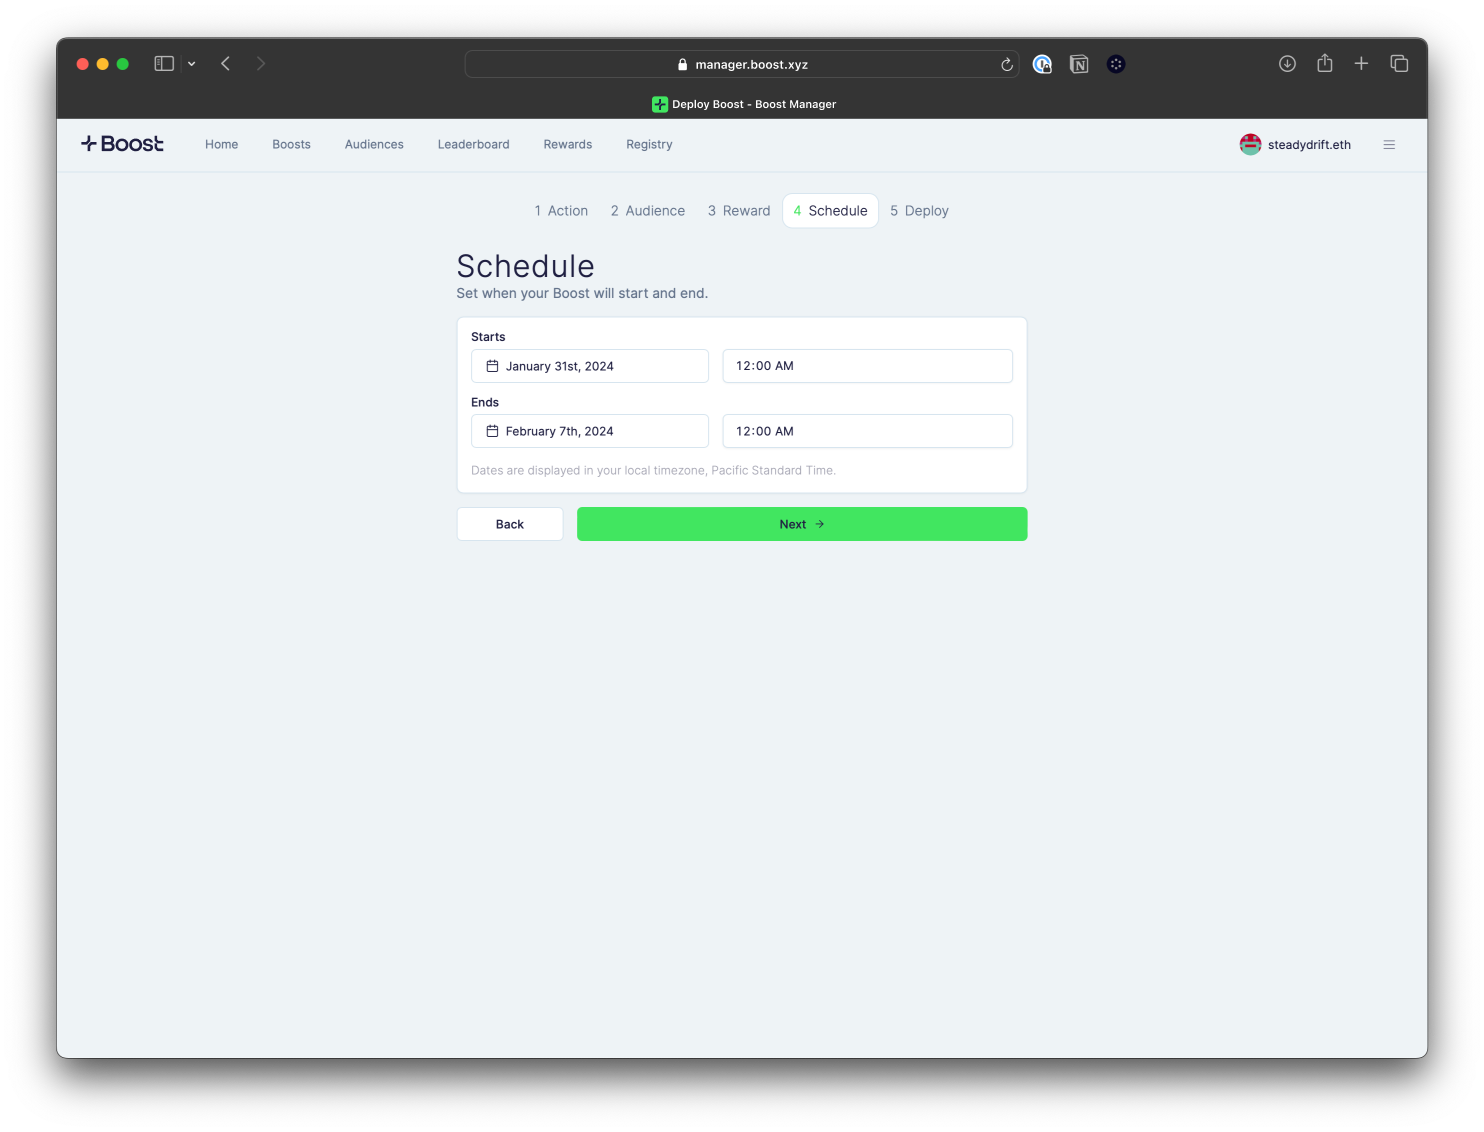 manager.boost.xyz
Deploy Boost - Boost Manager
Boost Home Boosts Audiences Leaderboard Rewards Registry steadydrift.eth
1 Action 2 Audience 3 Reward 4 Schedule 5 Deploy
Schedule
Set when your Boost will start and end.
Starts
January 31st, 2024 12:00 AM
Ends
February 7th, 2024 12:00 AM
Dates are displayed in your local timezone, Pacific Standard Time.
Back Next →